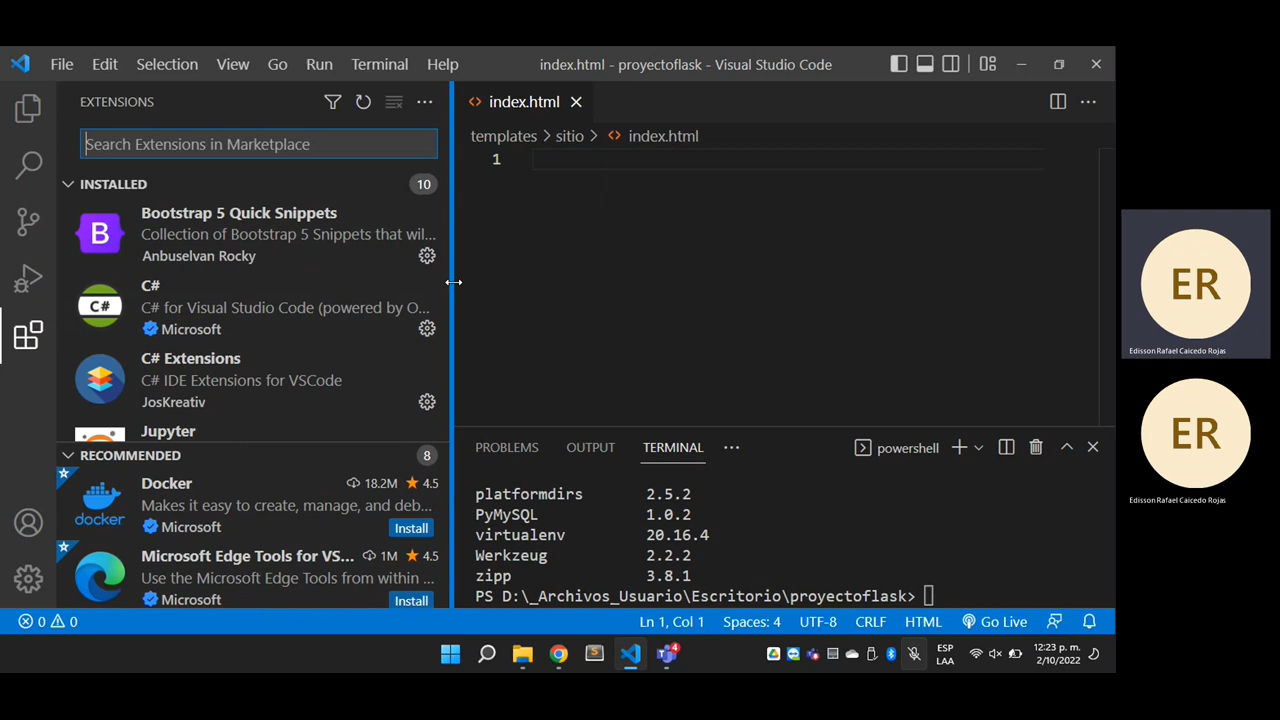 File Edit Selection View Go Run Terminal Help index.html - proyectoflask - Visual Studio Code
EXTENSIONS
Search Extensions in Marketplace
INSTALLED 10
B
Bootstrap 5 Quick Snippets
Collection of Bootstrap 5 Snippets that wil...
Anbuselvan Rocky
C#
C#
C# for Visual Studio Code (powered by O...
Microsoft
C# Extensions
C# IDE Extensions for VSCode
JosKreativ
Jupyter
RECOMMENDED 8
docker
Docker 18.2M 4.5
Makes it easy to create, manage, and deb...
Microsoft Install
Microsoft Edge Tools for VS... 1M 4.5
Use the Microsoft Edge Tools from within ...
Microsoft Install
index.html
templates > sitio > index.html
1
PROBLEMS OUTPUT TERMINAL ... powershell
platformdirs 2.5.2
PyMySQL 1.0.2
virtualenv 20.16.4
Werkzeug 2.2.2
zipp 3.8.1
PS D:\_Archivos_Usuario\Escritorio\proyectoflask>
0 0 Ln 1, Col 1 Spaces: 4 UTF-8 CRLF HTML Go Live
4
ESP
LAA
12:23 p. m.
2/10/2022
ER
Edisson Rafael Caicedo Rojas
ER
Edisson Rafael Caicedo Rojas